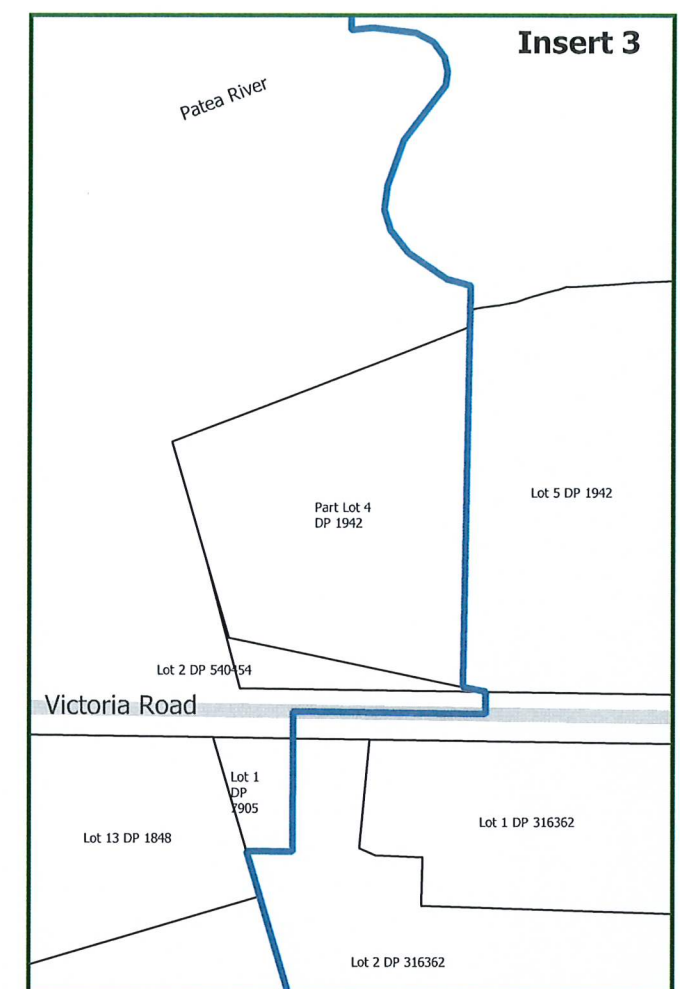 Insert 3
Patea River
Lot 5 DP 1942
Part Lot 4
DP 1942
Lot 2 DP 540454
Victoria Road
Lot 1
DP
7905
Lot 1 DP 316362
Lot 13 DP 1848
Lot 2 DP 316362